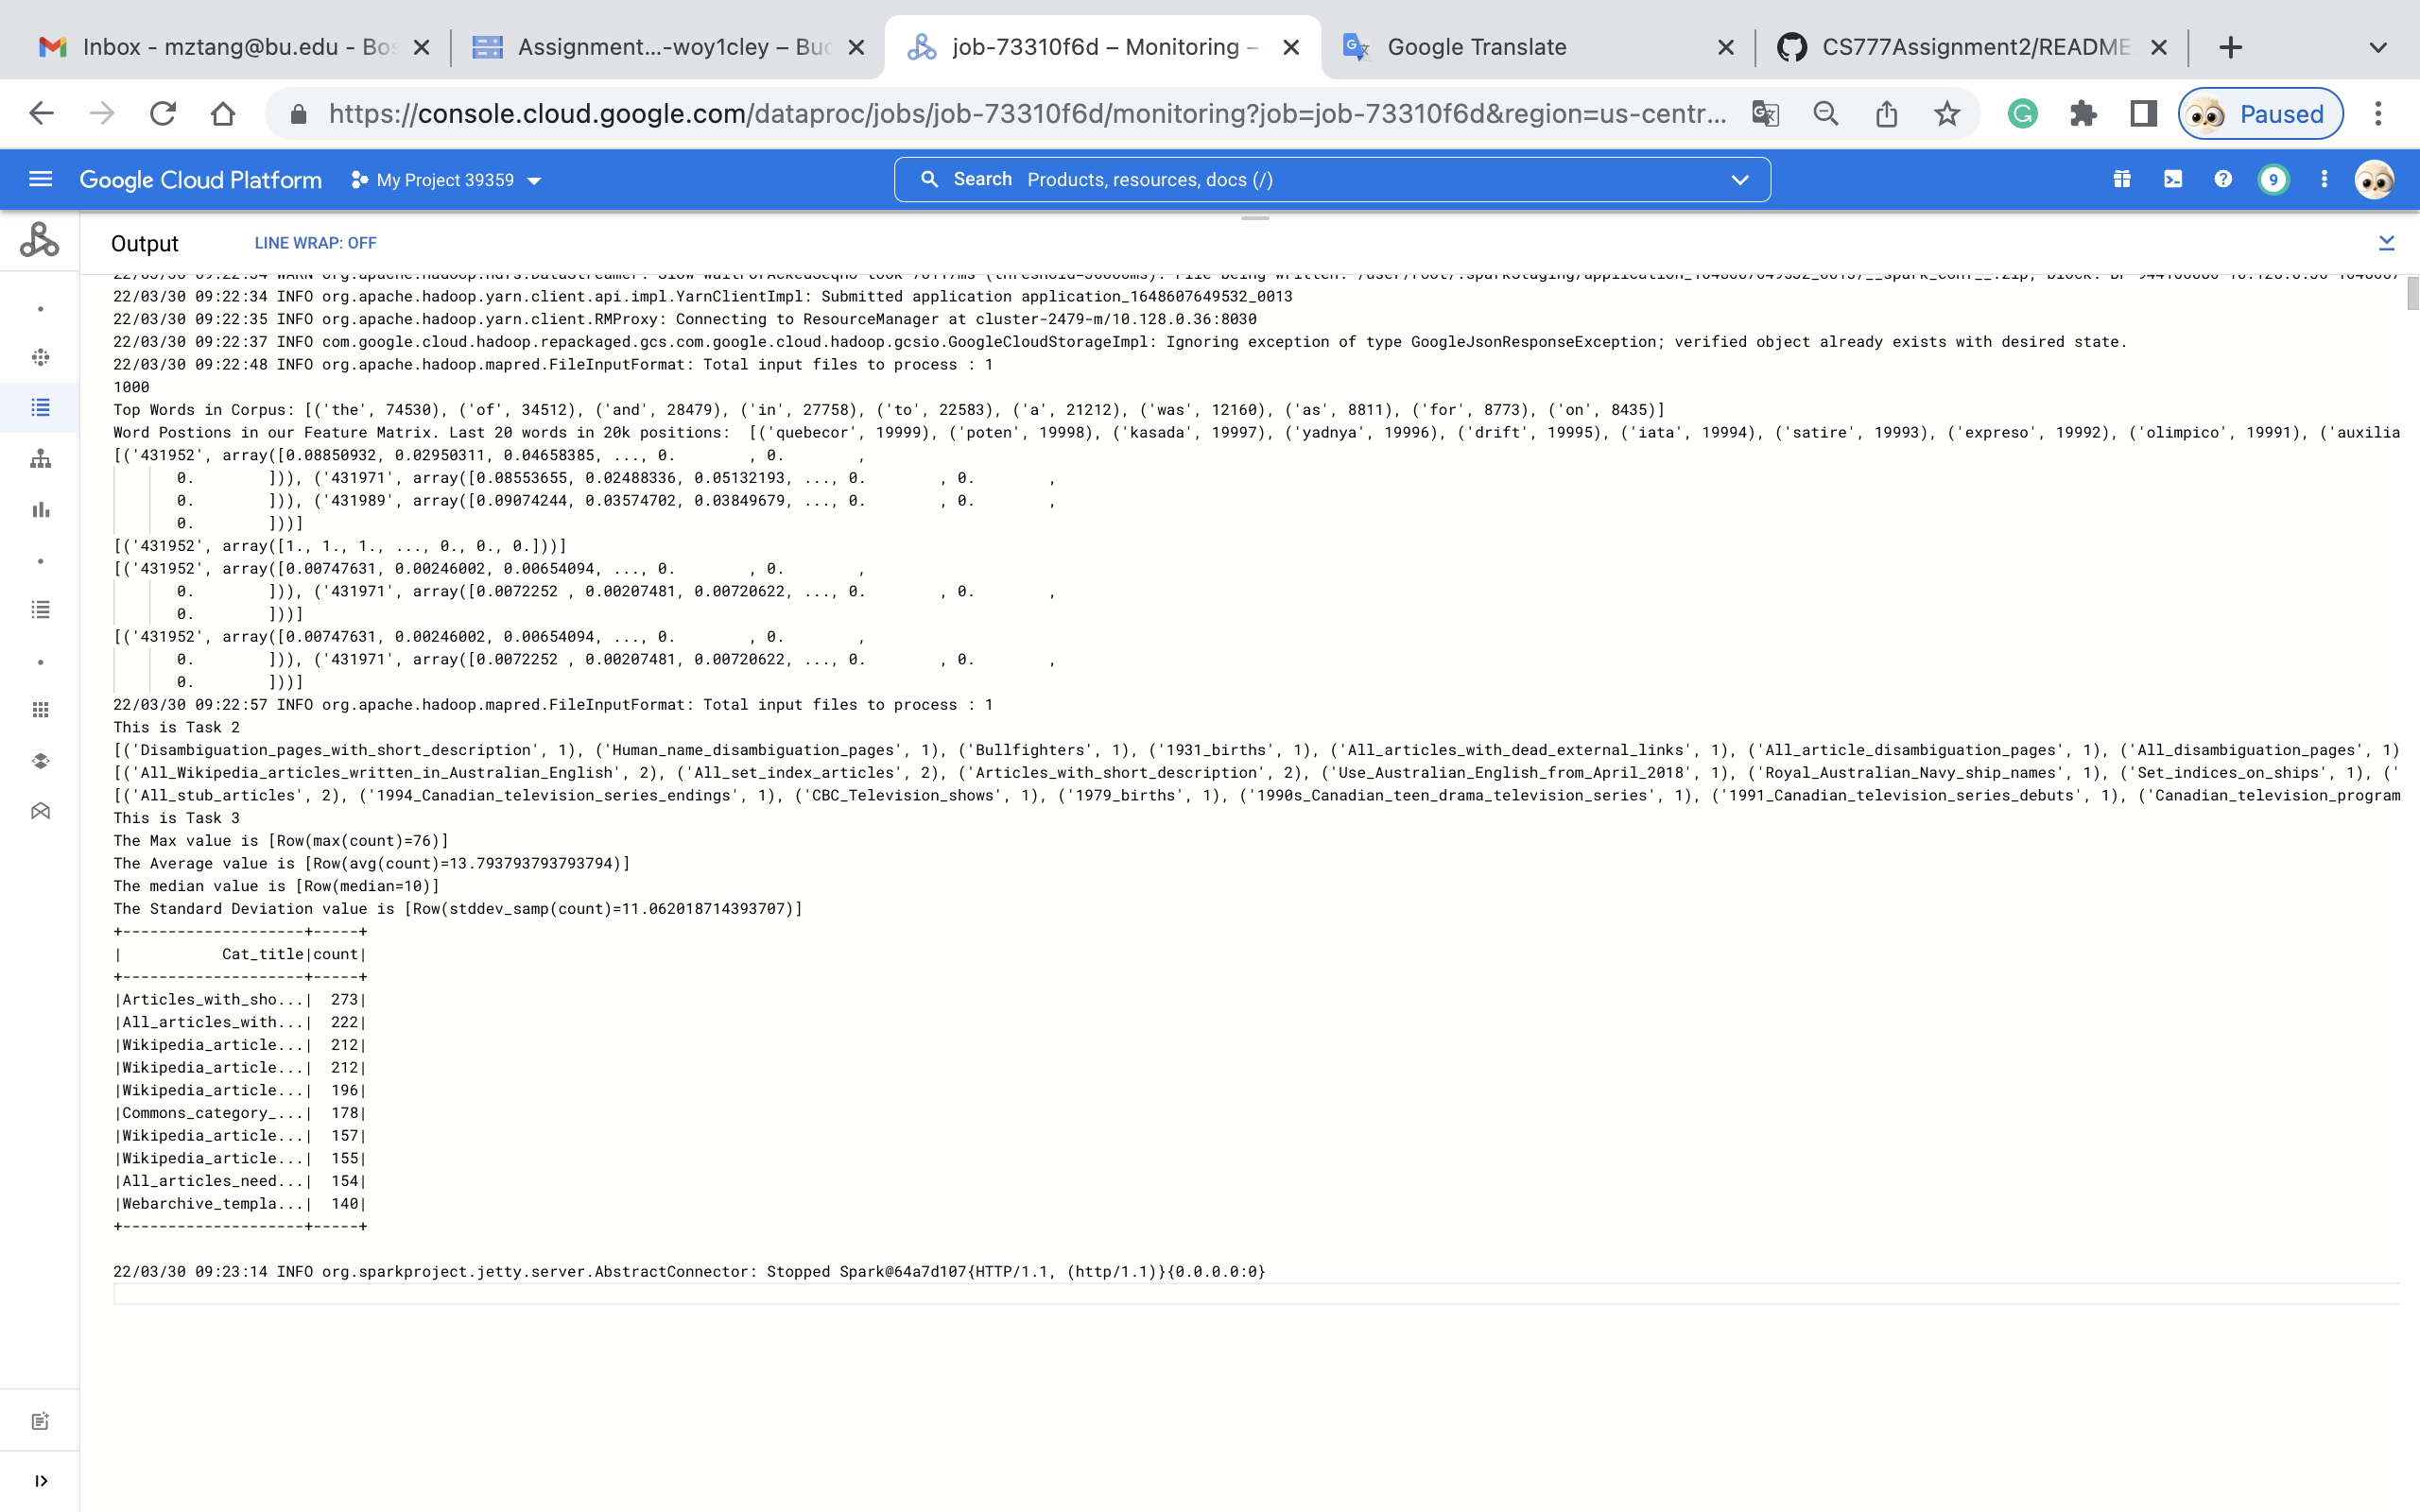 Inbox - mztang@bu.edu - Bos
Assignment...-woy1cley – Buc
job-73310f6d – Monitoring –
Google Translate
CS777Assignment2/README
https://console.cloud.google.com/dataproc/jobs/job-73310f6d/monitoring?job=job-73310f6d&region=us-centr...
Paused
Google Cloud Platform
My Project 39359
Search Products, resources, docs (/)
9
Output
LINE WRAP: OFF
22/03/30 09:22:34 INFO org.apache.hadoop.yarn.client.api.impl.YarnClientImpl: Submitted application application_1648607649532_0013
22/03/30 09:22:35 INFO org.apache.hadoop.yarn.client.RMProxy: Connecting to ResourceManager at cluster-2479-m/10.128.0.36:8030
22/03/30 09:22:37 INFO com.google.cloud.hadoop.repackaged.gcs.com.google.cloud.hadoop.gcsio.GoogleCloudStorageImpl: Ignoring exception of type GoogleJsonResponseException; verified object already exists with desired state.
22/03/30 09:22:48 INFO org.apache.hadoop.mapred.FileInputFormat: Total input files to process : 1
1000
Top Words in Corpus: [('the', 74530), ('of', 34512), ('and', 28479), ('in', 27758), ('to', 22583), ('a', 21212), ('was', 12160), ('as', 8811), ('for', 8773), ('on', 8435)]
Word Postions in our Feature Matrix. Last 20 words in 20k positions:  [('quebecor', 19999), ('poten', 19998), ('kasada', 19997), ('yadnya', 19996), ('drift', 19995), ('iata', 19994), ('satire', 19993), ('expreso', 19992), ('olimpico', 19991), ('auxilia
[('431952', array([0.08850932, 0.02950311, 0.04658385, ..., 0.        , 0.        ,
       0.        ])), ('431971', array([0.08553655, 0.02488336, 0.05132193, ..., 0.        , 0.        ,
       0.        ])), ('431989', array([0.09074244, 0.03574702, 0.03849679, ..., 0.        , 0.        ,
       0.        ]))]
[('431952', array([1., 1., 1., ..., 0., 0., 0.]))]
[('431952', array([0.00747631, 0.00246002, 0.00654094, ..., 0.        , 0.        ,
       0.        ])), ('431971', array([0.0072252 , 0.00207481, 0.00720622, ..., 0.        , 0.        ,
       0.        ]))]
[('431952', array([0.00747631, 0.00246002, 0.00654094, ..., 0.        , 0.        ,
       0.        ])), ('431971', array([0.0072252 , 0.00207481, 0.00720622, ..., 0.        , 0.        ,
       0.        ]))]
22/03/30 09:22:57 INFO org.apache.hadoop.mapred.FileInputFormat: Total input files to process : 1
This is Task 2
[('Disambiguation_pages_with_short_description', 1), ('Human_name_disambiguation_pages', 1), ('Bullfighters', 1), ('1931_births', 1), ('All_articles_with_dead_external_links', 1), ('All_article_disambiguation_pages', 1), ('All_disambiguation_pages', 1)
[('All_Wikipedia_articles_written_in_Australian_English', 2), ('All_set_index_articles', 2), ('Articles_with_short_description', 2), ('Use_Australian_English_from_April_2018', 1), ('Royal_Australian_Navy_ship_names', 1), ('Set_indices_on_ships', 1), ('
[('All_stub_articles', 2), ('1994_Canadian_television_series_endings', 1), ('CBC_Television_shows', 1), ('1979_births', 1), ('1990s_Canadian_teen_drama_television_series', 1), ('1991_Canadian_television_series_debuts', 1), ('Canadian_television_program
This is Task 3
The Max value is [Row(max(count)=76)]
The Average value is [Row(avg(count)=13.793793793793794)]
The median value is [Row(median=10)]
The Standard Deviation value is [Row(stddev_samp(count)=11.062018714393707)]
+--------------------+-----+
|           Cat_title|count|
+--------------------+-----+
|Articles_with_sho...|  273|
|All_articles_with...|  222|
|Wikipedia_article...|  212|
|Wikipedia_article...|  212|
|Wikipedia_article...|  196|
|Commons_category_...|  178|
|Wikipedia_article...|  157|
|Wikipedia_article...|  155|
|All_articles_need...|  154|
|Webarchive_templa...|  140|
+--------------------+-----+
22/03/30 09:23:14 INFO org.sparkproject.jetty.server.AbstractConnector: Stopped Spark@64a7d107{HTTP/1.1, (http/1.1)}{0.0.0.0:0}